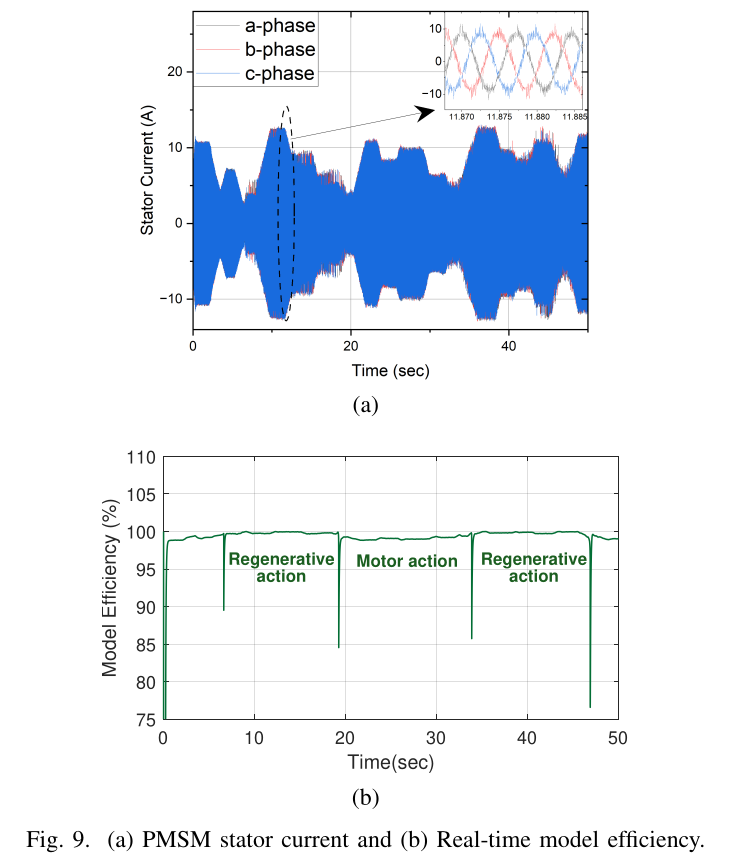 a-phase
b-phase
c-phase
10
0
−10
11.870 11.875 11.880 11.885
Stator Current (A)
20
10
0
−10
0 20 40
Time (sec)
(a)
Model Efficiency (%)
110
105
100
95
90
85
80
75
Regenerative
action
Motor action
Regenerative
action
0 10 20 30 40 50
Time(sec)
(b)
Fig. 9. (a) PMSM stator current and (b) Real-time model efficiency.